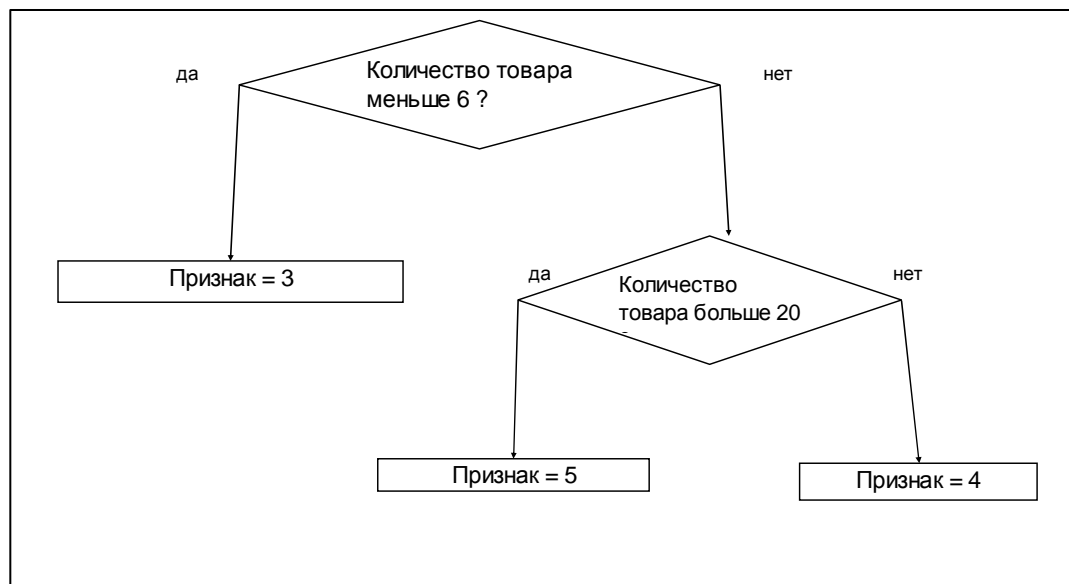 да
Количество товара
меньше 6 ?
нет
Признак = 3
да
Количество
товара больше 20
нет
Признак = 5
Признак = 4